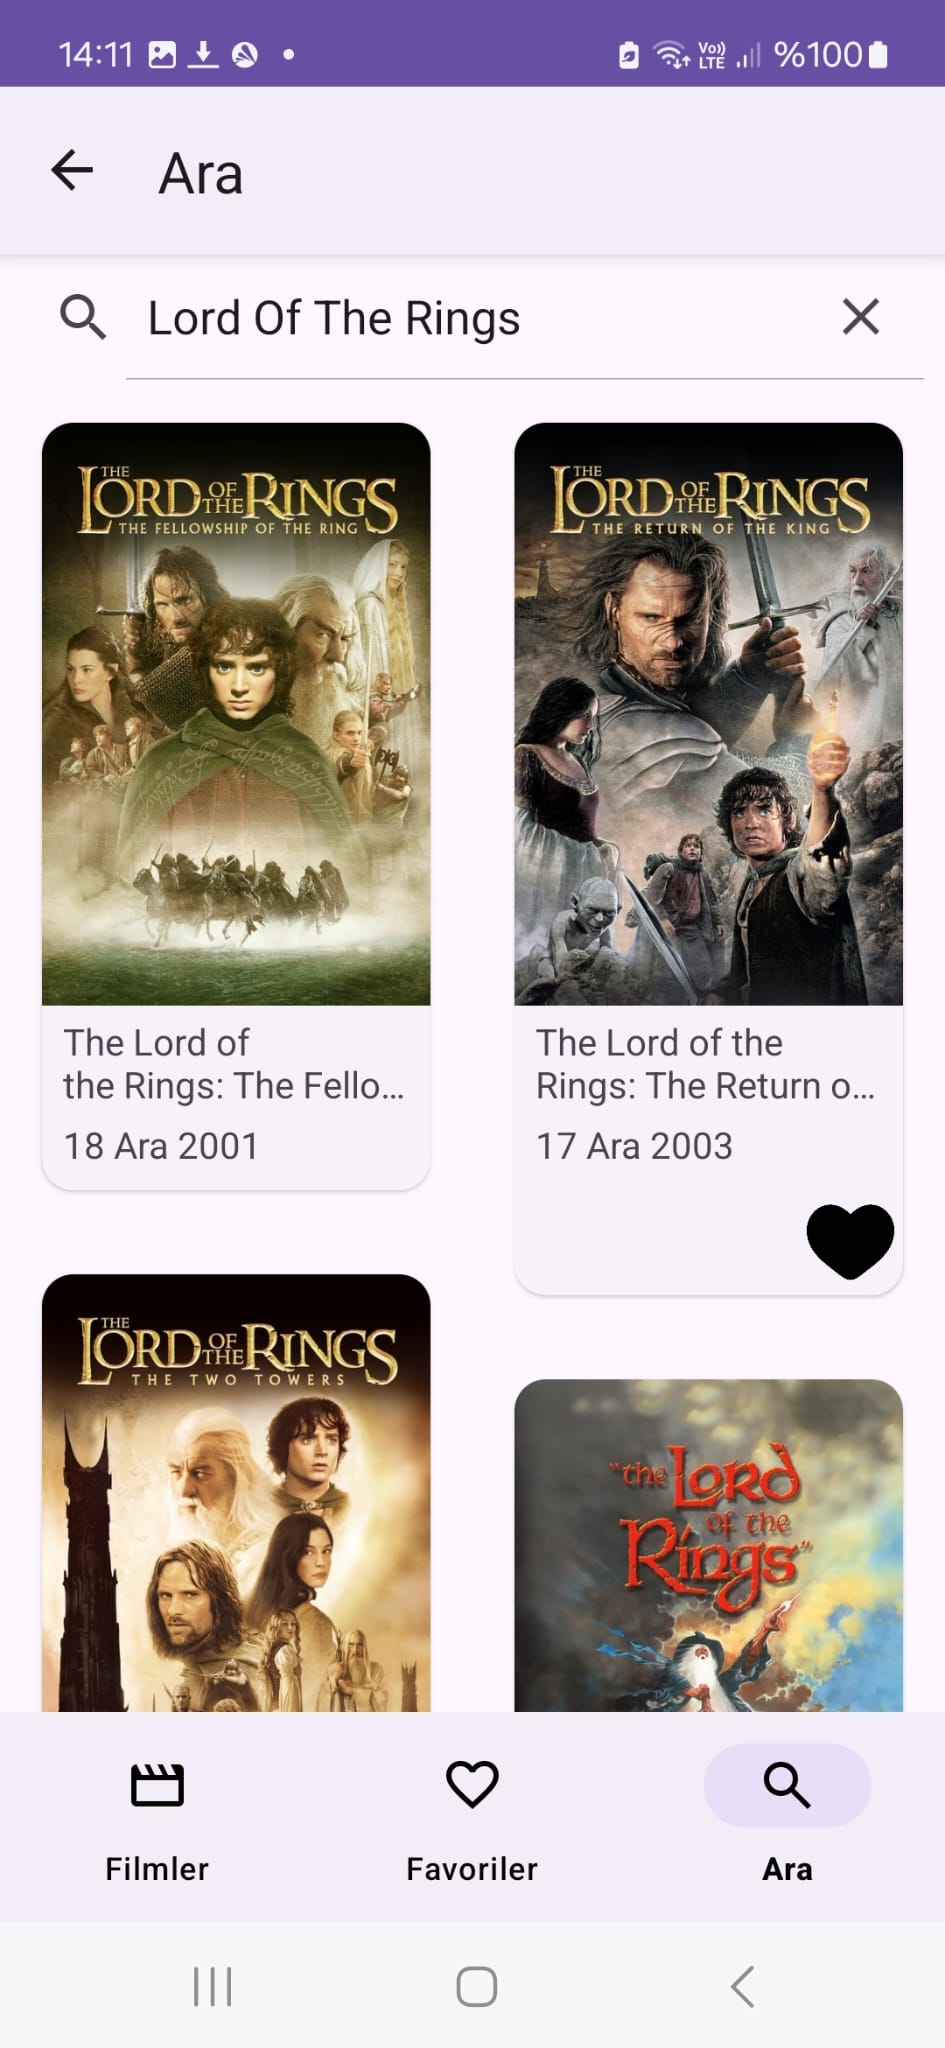 14:11
Vo))
LTE
%100
Ara
Lord Of The Rings
THE
LORD OF THE RINGS
THE FELLOWSHIP OF THE RING
The Lord of
the Rings: The Fello...
18 Ara 2001
THE
LORD OF THE RINGS
THE RETURN OF THE KING
The Lord of the
Rings: The Return o...
17 Ara 2003
THE
LORD OF THE RINGS
THE TWO TOWERS
"the Lord
of the
Rings"
Filmler
Favoriler
Ara